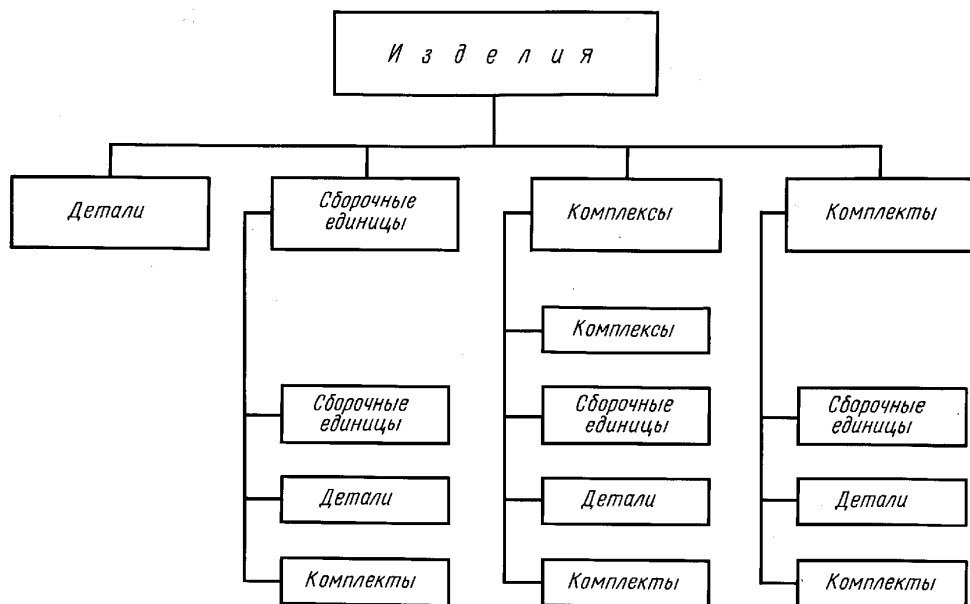 Изделия
Детали
Сборочные
единицы
Комплексы
Комплекты
Комплексы
Сборочные
единицы
Сборочные
единицы
Сборочные
единицы
Детали
Детали
Детали
Комплекты
Комплекты
Комплекты